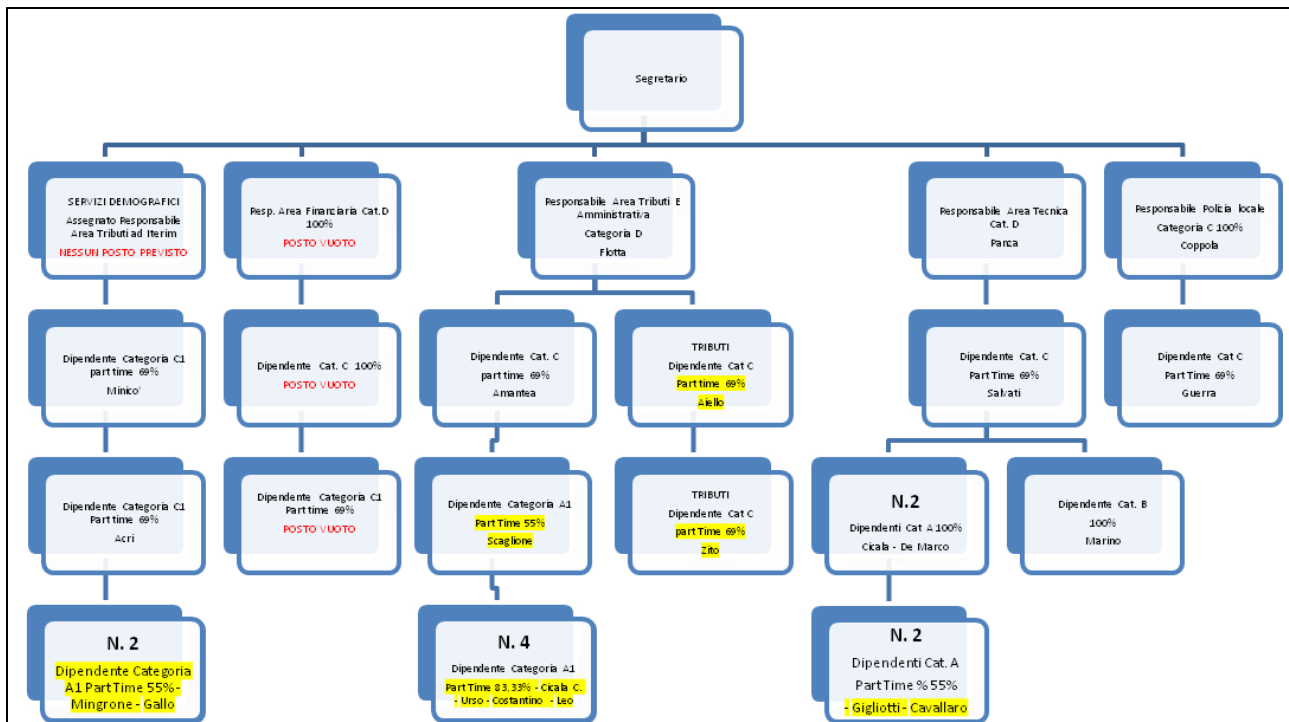 Segretario
SERVIZI DEMOGRAFICI
Assegnato Responsabile
Area Tributi ad Iterim
NESSUN POSTO PREVISTO
Resp. Area Financiaria Cat.D
100%
POSTO VUOTO
Responsabile Area Tributi E
Amministrativa
Categoria D
Flotta
Responsabile Area Tecnica
Cat. D
Panca
Responsabile Polizia locale
Categoria C 100%
Coppola
Dipendente Categoria C1
part time 69%
Minico'
Dipendente Cat. C 100%
POSTO VUOTO
Dipendente Cat. C
part time 69%
Amantea
TRIBUTI
Dipendente Cat C
Part time 69%
Aiello
Dipendente Cat. C
Part Time 69%
Salvati
Dipendente Cat C
Part Time 69%
Guerra
Dipendente Categoria C1
Part time 69%
Acri
Dipendente Categoria C1
Part time 69%
POSTO VUOTO
Dipendente Categoria A1
Part Time 55%
Scaglione
TRIBUTI
Dipendente Cat C
part Time 69%
Zito
N.2
Dipendenti Cat A 100%
Cicala - De Marco
Dipendente Cat. B
100%
Marino
N. 2
Dipendente Categoria
A1 Part Time 55% -
Mingrone - Gallo
N. 4
Dipendente Categoria A1
Part Time 83,33% - Cicala C.
- Urso - Costantino - Leo
N. 2
Dipendenti Cat. A
Part Time % 55%
- Gigliotti - Cavallaro